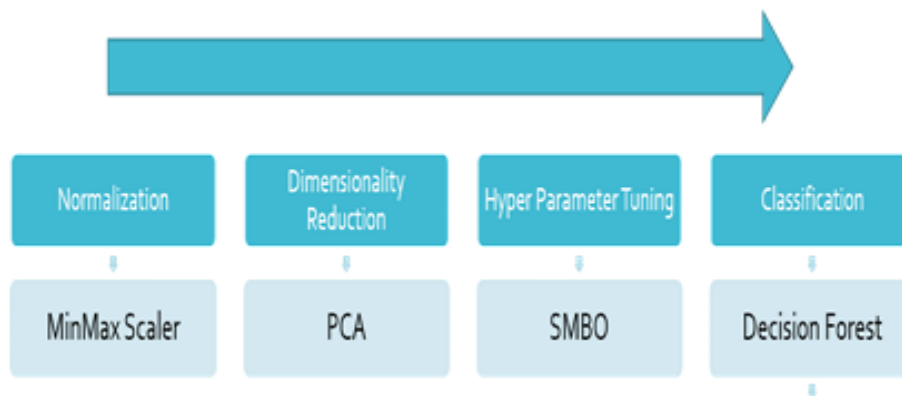 Normalization
Dimensionality
Reduction
Hyper Parameter Tuning
Classification
MinMax Scaler
PCA
SMBO
Decision Forest